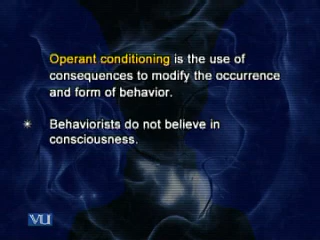 Operant conditioning is the use of
consequences to modify the occurrence
and form of behavior.
Behaviorists do not believe in
consciousness.
VU